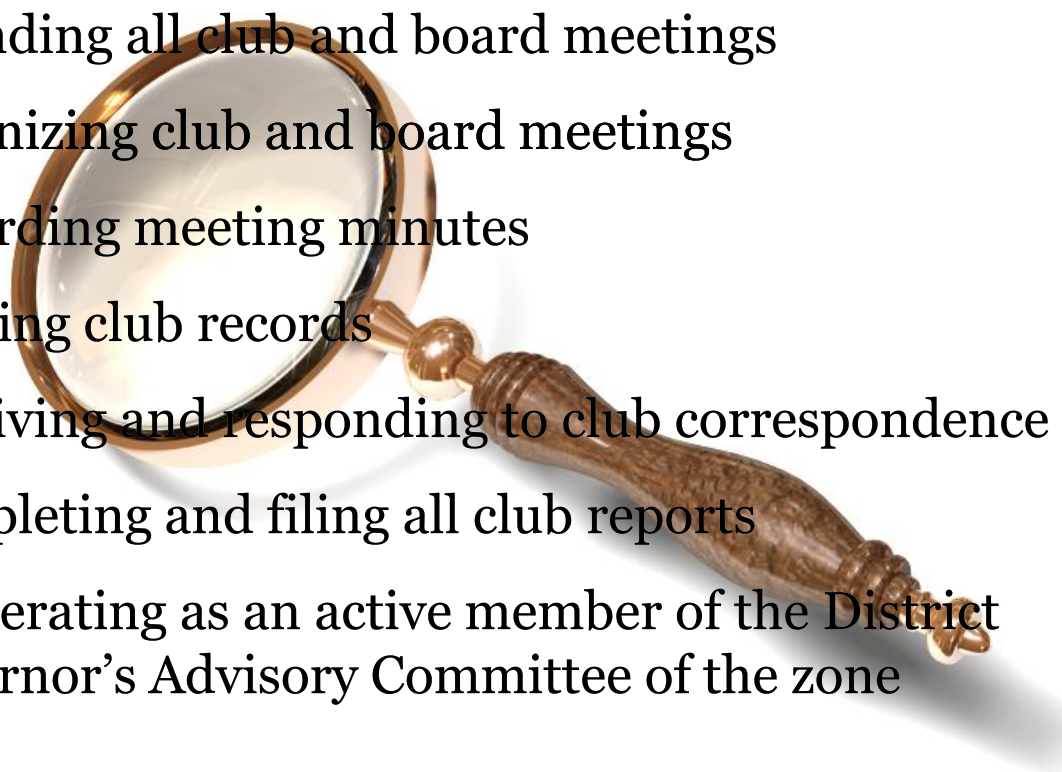 nding all club and board meetings
nizing club and board meetings
rding meeting minutes
ing club records
iving and responding to club correspondence
pleting and filing all club reports
erating as an active member of the District
rnor’s Advisory Committee of the zone